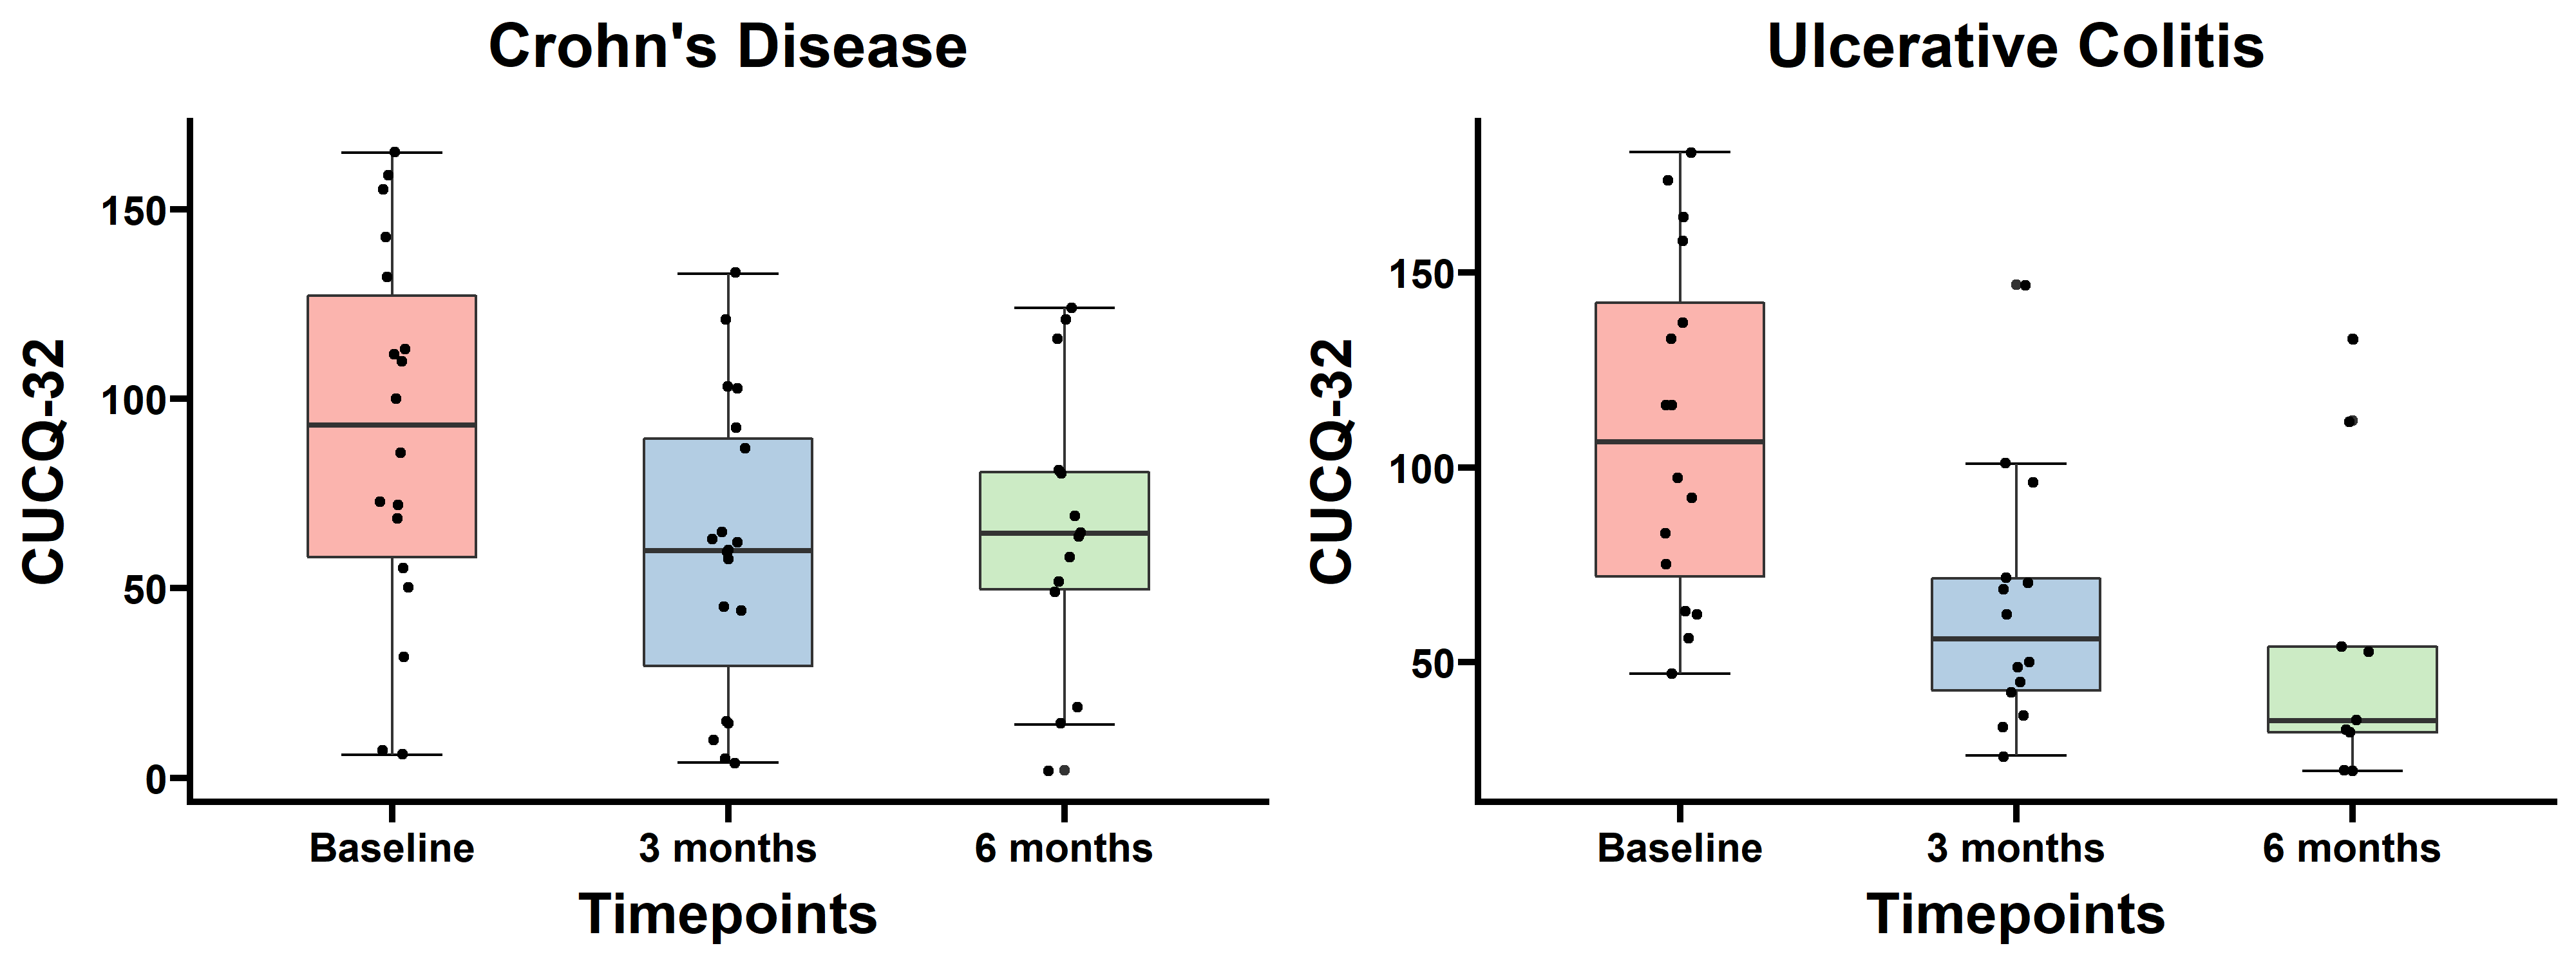 Crohn's Disease
CUCQ-32
150
100
50
0
Baseline
3 months
6 months
Timepoints
Ulcerative Colitis
CUCQ-32
150
100
50
Baseline
3 months
6 months
Timepoints